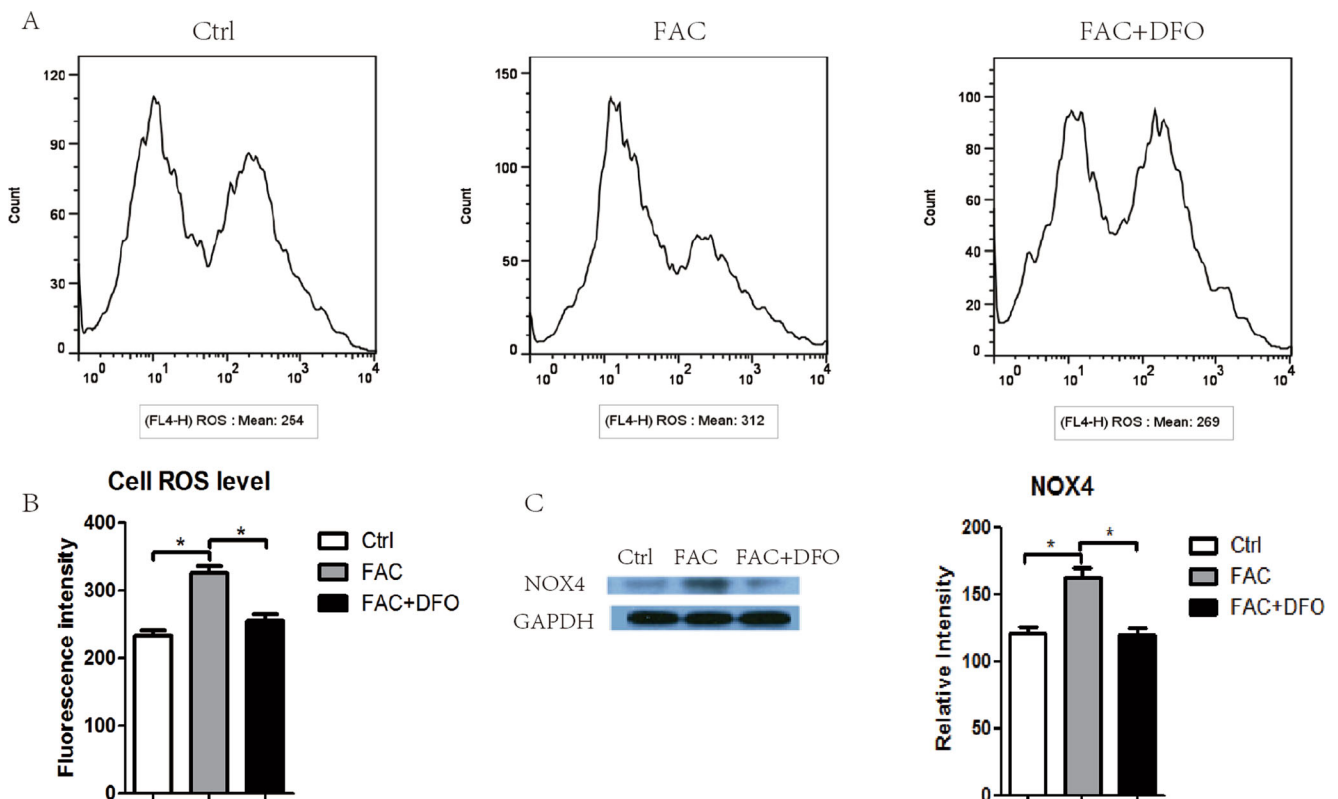 A
Ctrl
FAC
FAC+DFO
Count
120
90
60
30
0
10^0 10^1 10^2 10^3 10^4
(FL4-H) ROS : Mean: 254
Count
150
100
50
0
10^0 10^1 10^2 10^3 10^4
(FL4-H) ROS : Mean: 312
Count
100
80
60
40
20
0
10^0 10^1 10^2 10^3 10^4
(FL4-H) ROS : Mean: 269
B
Cell ROS level
Fluorescence Intensity
400
300
200
100
0
* *
Ctrl
FAC
FAC+DFO
C
Ctrl FAC FAC+DFO
NOX4
GAPDH
NOX4
Relative Intensity
200
150
100
50
0
* *
Ctrl
FAC
FAC+DFO